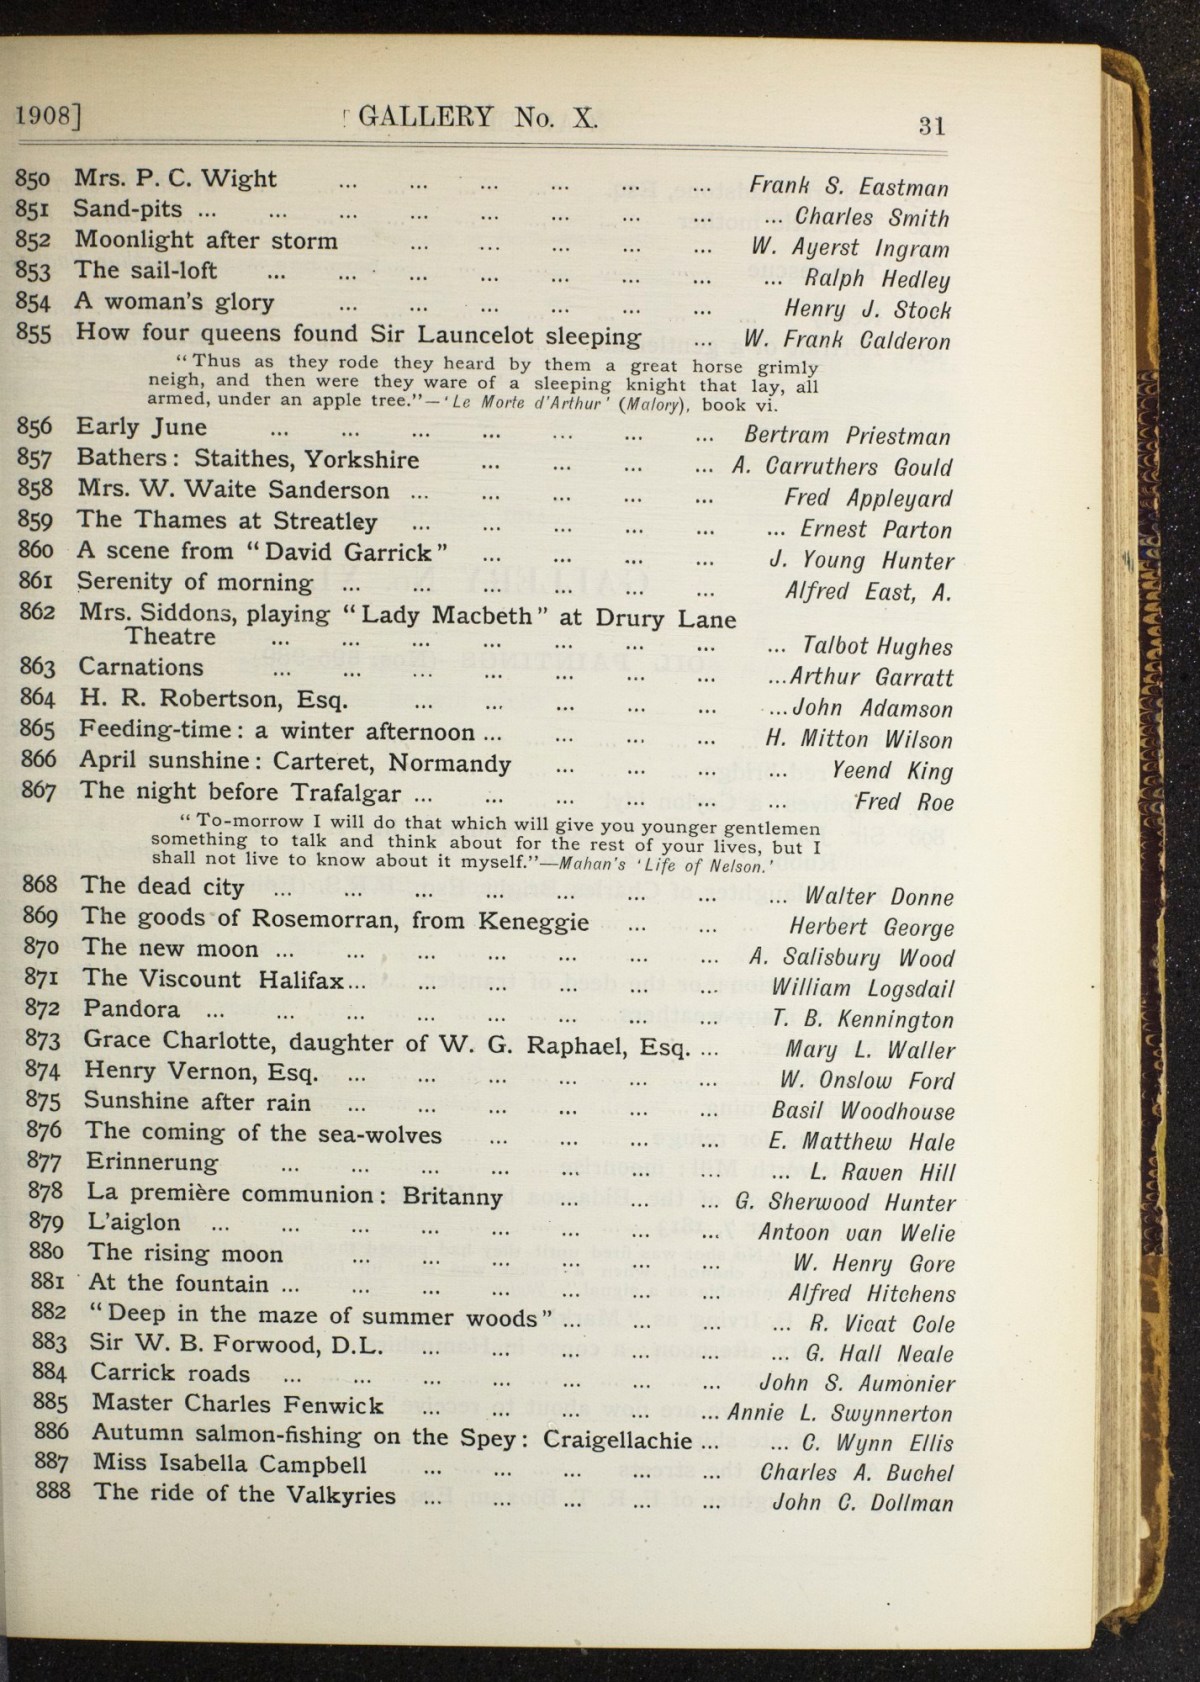 1908] GALLERY No. X. 31
850 Mrs. P. C. Wight ... ... ... ... ... ... Frank S. Eastman
851 Sand-pits ... ... ... ... ... ... ... ... ... Charles Smith
852 Moonlight after storm ... ... ... ... ... W. Ayerst Ingram
853 The sail-loft ... ... ... ... ... ... ... ... Ralph Hedley
854 A woman's glory ... ... ... ... ... ... Henry J. Stock
855 How four queens found Sir Launcelot sleeping ... W. Frank Calderon
"Thus as they rode they heard by them a great horse grimly
neigh, and then were they ware of a sleeping knight that lay, all
armed, under an apple tree."—'Le Morte d'Arthur' (Malory), book vi.
856 Early June ... ... ... ... ... ... ... Bertram Priestman
857 Bathers: Staithes, Yorkshire ... ... ... ... A. Carruthers Gould
858 Mrs. W. Waite Sanderson ... ... ... ... ... Fred Appleyard
859 The Thames at Streatley ... ... ... ... ... ... Ernest Parton
860 A scene from "David Garrick" ... ... ... ... J. Young Hunter
861 Serenity of morning ... ... ... ... ... ... Alfred East, A.
862 Mrs. Siddons, playing "Lady Macbeth" at Drury Lane
Theatre ... ... ... ... ... ... ... ... Talbot Hughes
863 Carnations ... ... ... ... ... ... ... ...Arthur Garratt
864 H. R. Robertson, Esq. ... ... ... ... ... ...John Adamson
865 Feeding-time: a winter afternoon ... ... ... ... H. Mitton Wilson
866 April sunshine: Carteret, Normandy ... ... ... ... Yeend King
867 The night before Trafalgar ... ... ... ... ... ... Fred Roe
"To-morrow I will do that which will give you younger gentlemen
something to talk and think about for the rest of your lives, but I
shall not live to know about it myself."—Mahan's 'Life of Nelson.'
868 The dead city ... ... ... ... ... ... ... ... Walter Donne
869 The goods of Rosemorran, from Keneggie ... ... Herbert George
870 The new moon ... ... ... ... ... ... ... A. Salisbury Wood
871 The Viscount Halifax... ... ... ... ... ... William Logsdail
872 Pandora ... ... ... ... ... ... ... ... T. B. Kennington
873 Grace Charlotte, daughter of W. G. Raphael, Esq. ... Mary L. Waller
874 Henry Vernon, Esq. ... ... ... ... ... ... W. Onslow Ford
875 Sunshine after rain ... ... ... ... ... ... Basil Woodhouse
876 The coming of the sea-wolves ... ... ... ... E. Matthew Hale
877 Erinnerung ... ... ... ... ... ... ... ... L. Raven Hill
878 La première communion: Britanny ... ... ... G. Sherwood Hunter
879 L'aiglon ... ... ... ... ... ... ... ... Antoon van Welie
880 The rising moon ... ... ... ... ... ... W. Henry Gore
881 At the fountain ... ... ... ... ... ... ... Alfred Hitchens
882 "Deep in the maze of summer woods" ... ... ... ... R. Vicat Cole
883 Sir W. B. Forwood, D.L. ... ... ... ... ... ... G. Hall Neale
884 Carrick roads ... ... ... ... ... ... ... John S. Aumonier
885 Master Charles Fenwick ... ... ... ... ...Annie L. Swynnerton
886 Autumn salmon-fishing on the Spey: Craigellachie ... ... C. Wynn Ellis
887 Miss Isabella Campbell ... ... ... ... ... Charles A. Buchel
888 The ride of the Valkyries ... ... ... ... ... John C. Dollman